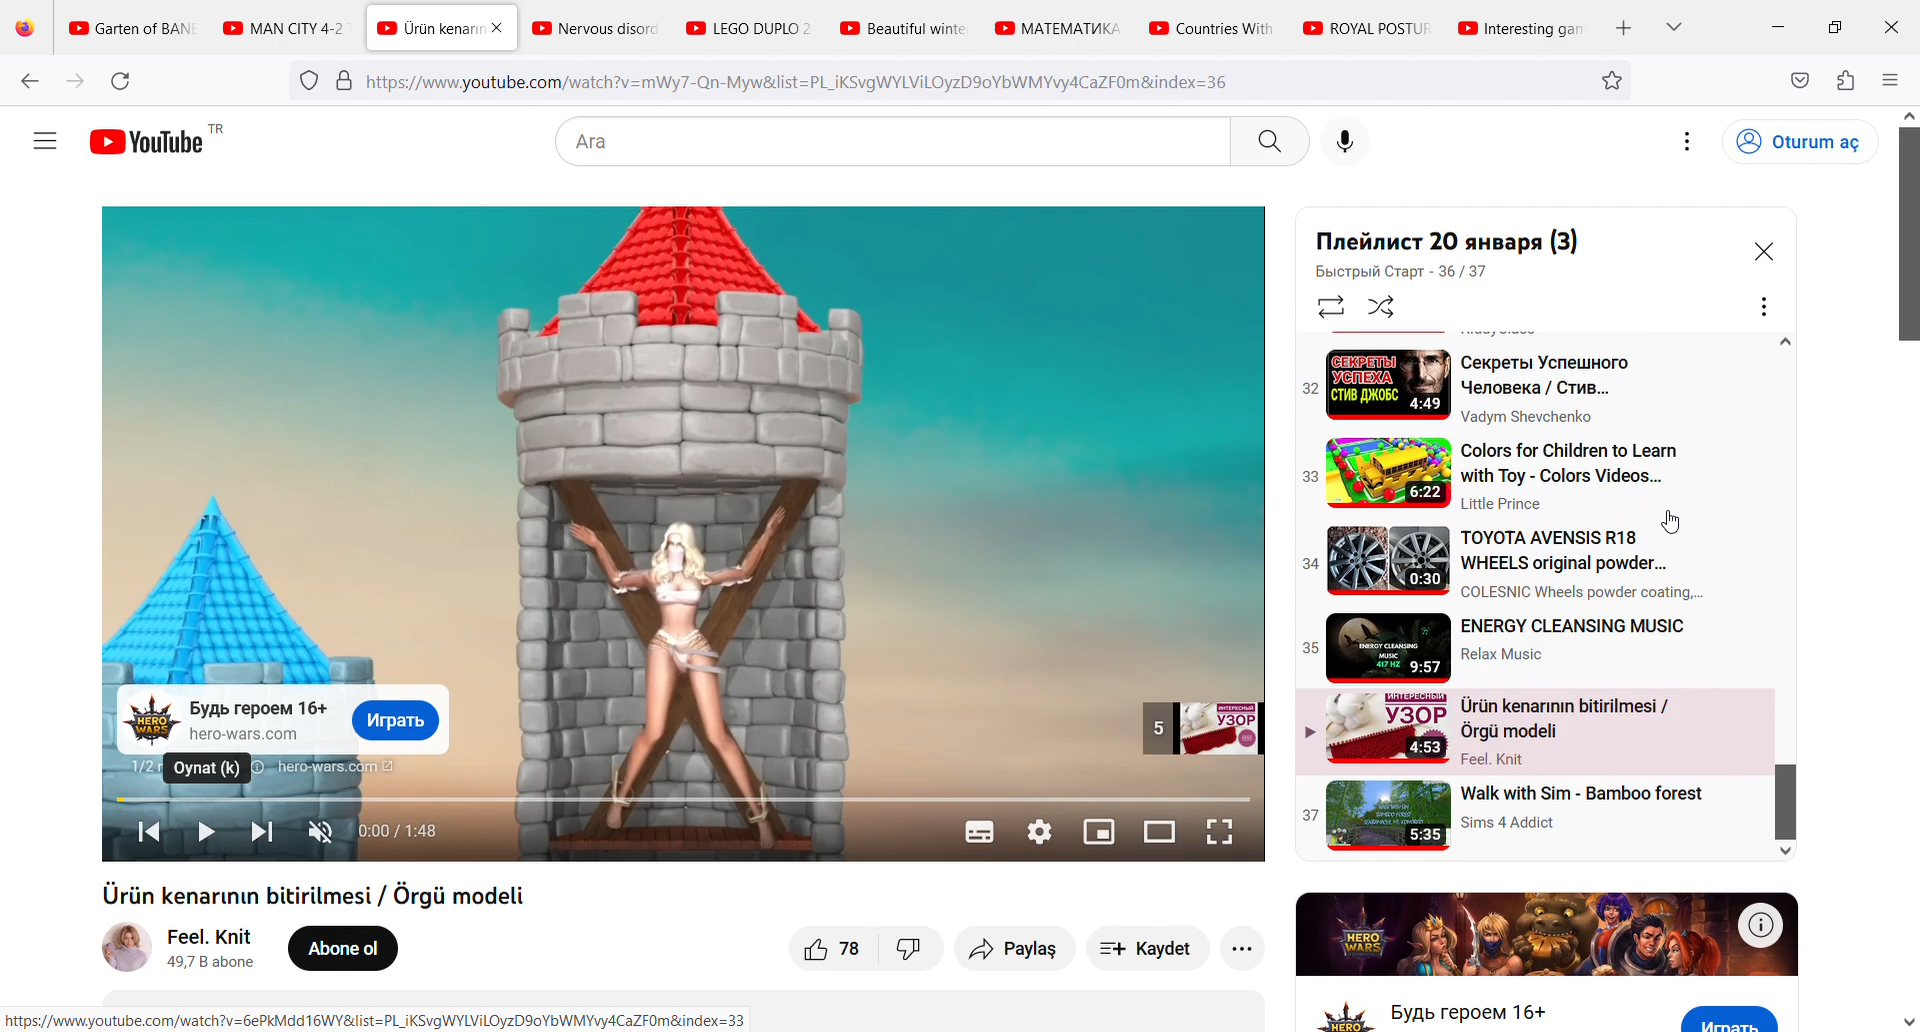 Garten of BANB
MAN CITY 4-2
Ürün kenarın
Nervous disord
LEGO DUPLO 2
Beautiful winte
МАТЕМАТИКА
Countries With
ROYAL POSTUR
Interesting gam
https://www.youtube.com/watch?v=mWy7-Qn-Myw&list=PL_iKSvgWYLViLOyzD9oYbWMYvy4CaZF0m&index=36
YouTube TR
Ara
Oturum aç
Плейлист 20 января (3)
Быстрый Старт - 36 / 37
32
СЕКРЕТЫ
УСПЕХА
СТИВ ДЖОБС
4:49
Секреты Успешного
Человека / Стив...
Vadym Shevchenko
33
6:22
Colors for Children to Learn
with Toy - Colors Videos...
Little Prince
34
0:30
TOYOTA AVENSIS R18
WHEELS original powder...
COLESNIC Wheels powder coating,...
35
ENERGY CLEANSING
MUSIC
417 HZ
9:57
ENERGY CLEANSING MUSIC
Relax Music
ИНТЕРЕСНЫЙ
УЗОР
4:53
Ürün kenarının bitirilmesi /
Örgü modeli
Feel. Knit
37
5:35
Walk with Sim - Bamboo forest
Sims 4 Addict
HERO
WARS
Будь героем 16+
hero-wars.com
Играть
5
ИНТЕРЕСНЫЙ
УЗОР
1/2
Oynat (k)
hero-wars.com
0:00 / 1:48
Ürün kenarının bitirilmesi / Örgü modeli
Feel. Knit
49,7 B abone
Abone ol
78
Paylaş
Kaydet
HERO
WARS
HERO
Будь героем 16+
Играть
https://www.youtube.com/watch?v=6ePkMdd16WY&list=PL_iKSvgWYLViLOyzD9oYbWMYvy4CaZF0m&index=33